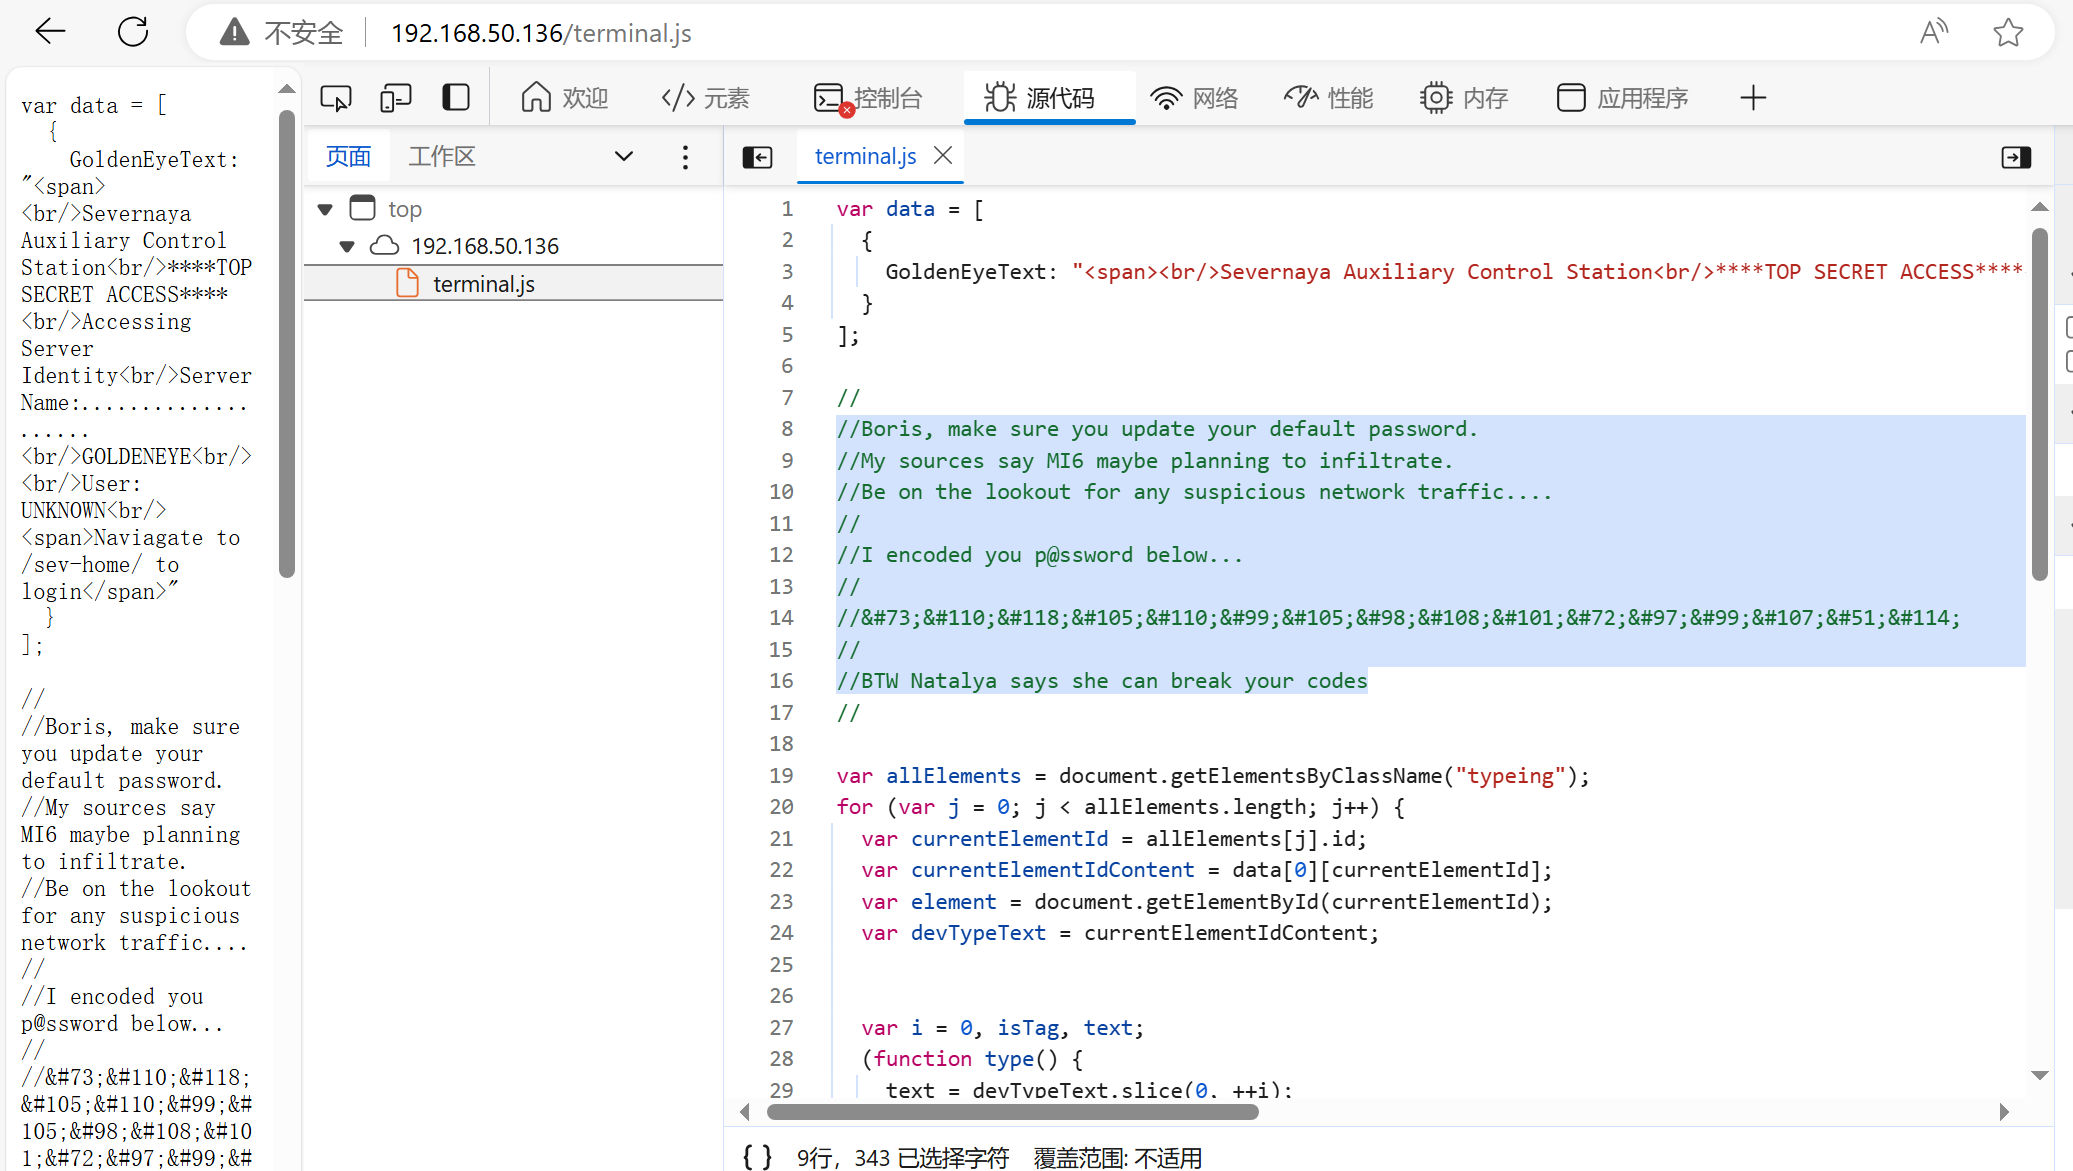 不安全 192.168.50.136/terminal.js
var data = [
{
GoldenEyeText:
"<span>
<br/>Severnaya
Auxiliary Control
Station<br/>****TOP
SECRET ACCESS****
<br/>Accessing
Server
Identity<br/>Server
Name:..............
......
<br/>GOLDENEYE<br/>
<br/>User:
UNKNOWN<br/>
<span>Naviagate to
/sev-home/ to
login</span>"
}
];
//
//Boris, make sure
you update your
default password.
//My sources say
MI6 maybe planning
to infiltrate.
//Be on the lookout
for any suspicious
network traffic....
//
//I encoded you
p@ssword below...
//
//&#73;&#110;&#118;
&#105;&#110;&#99;&#
105;&#98;&#108;&#10
1;&#72;&#97;&#99;&#
欢迎 元素 控制台 源代码 网络 性能 内存 应用程序
页面 工作区
top
192.168.50.136
terminal.js
terminal.js
1 var data = [
2 {
3 GoldenEyeText: "<span><br/>Severnaya Auxiliary Control Station<br/>****TOP SECRET ACCESS****
4 }
5 ];
6
7 //
8 //Boris, make sure you update your default password.
9 //My sources say MI6 maybe planning to infiltrate.
10 //Be on the lookout for any suspicious network traffic....
11 //
12 //I encoded you p@ssword below...
13 //
14 //&#73;&#110;&#118;&#105;&#110;&#99;&#105;&#98;&#108;&#101;&#72;&#97;&#99;&#107;&#51;&#114;
15 //
16 //BTW Natalya says she can break your codes
17 //
18
19 var allElements = document.getElementsByClassName("typeing");
20 for (var j = 0; j < allElements.length; j++) {
21 var currentElementId = allElements[j].id;
22 var currentElementIdContent = data[0][currentElementId];
23 var element = document.getElementById(currentElementId);
24 var devTypeText = currentElementIdContent;
25
26
27 var i = 0, isTag, text;
28 (function type() {
29 text = devTypeText.slice(0, ++i);
{ } 9行，343 已选择字符 覆盖范围: 不适用